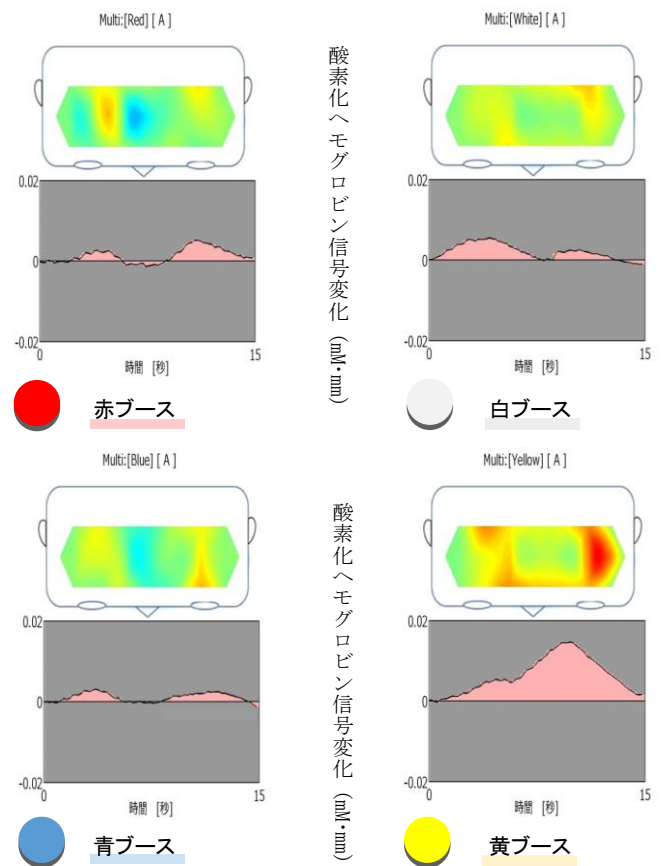 Multi:[Red] [ A ]
0.02
0
-0.02
0
15
時間 [秒]
赤ブース
酸素化ヘモグロビン信号変化 (mM・mm)
Multi:[White] [ A ]
0.02
0
-0.02
0
15
時間 [秒]
白ブース
Multi:[Blue] [ A ]
0.02
0
-0.02
0
15
時間 [秒]
青ブース
酸素化ヘモグロビン信号変化 (mM・mm)
Multi:[Yellow] [ A ]
0.02
0
-0.02
0
15
時間 [秒]
黄ブース